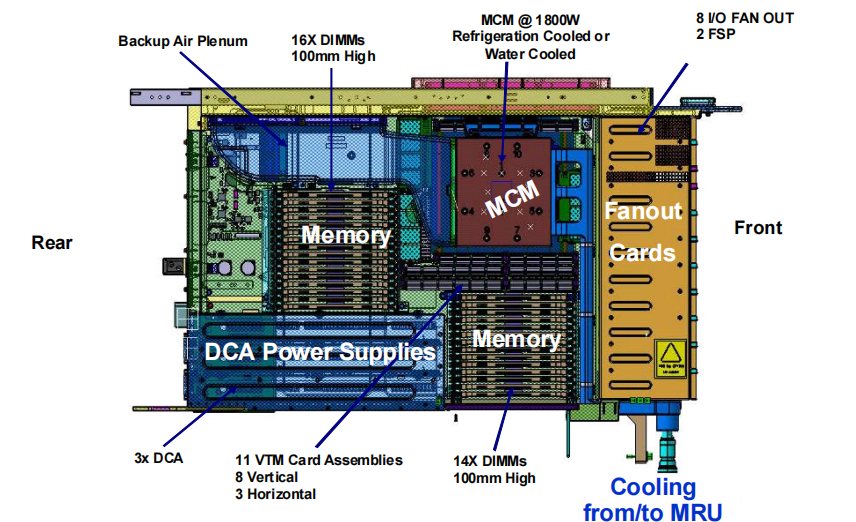 MCM @ 1800W
Refrigeration Cooled or
Water Cooled
8 I/O FAN OUT
2 FSP
Backup Air Plenum
16X DIMMs
100mm High
MCM
Memory
Fanout
Cards
Rear
Front
DCA Power Supplies
Memory
3x DCA
11 VTM Card Assemblies
8 Vertical
3 Horizontal
14X DIMMs
100mm High
Cooling
from/to MRU